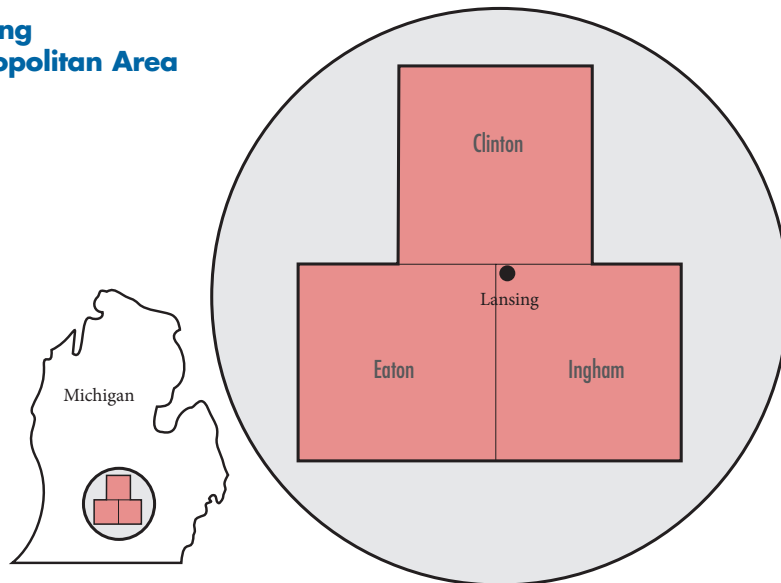 ng
opolitan Area
Clinton
Lansing
Eaton
Ingham
Michigan